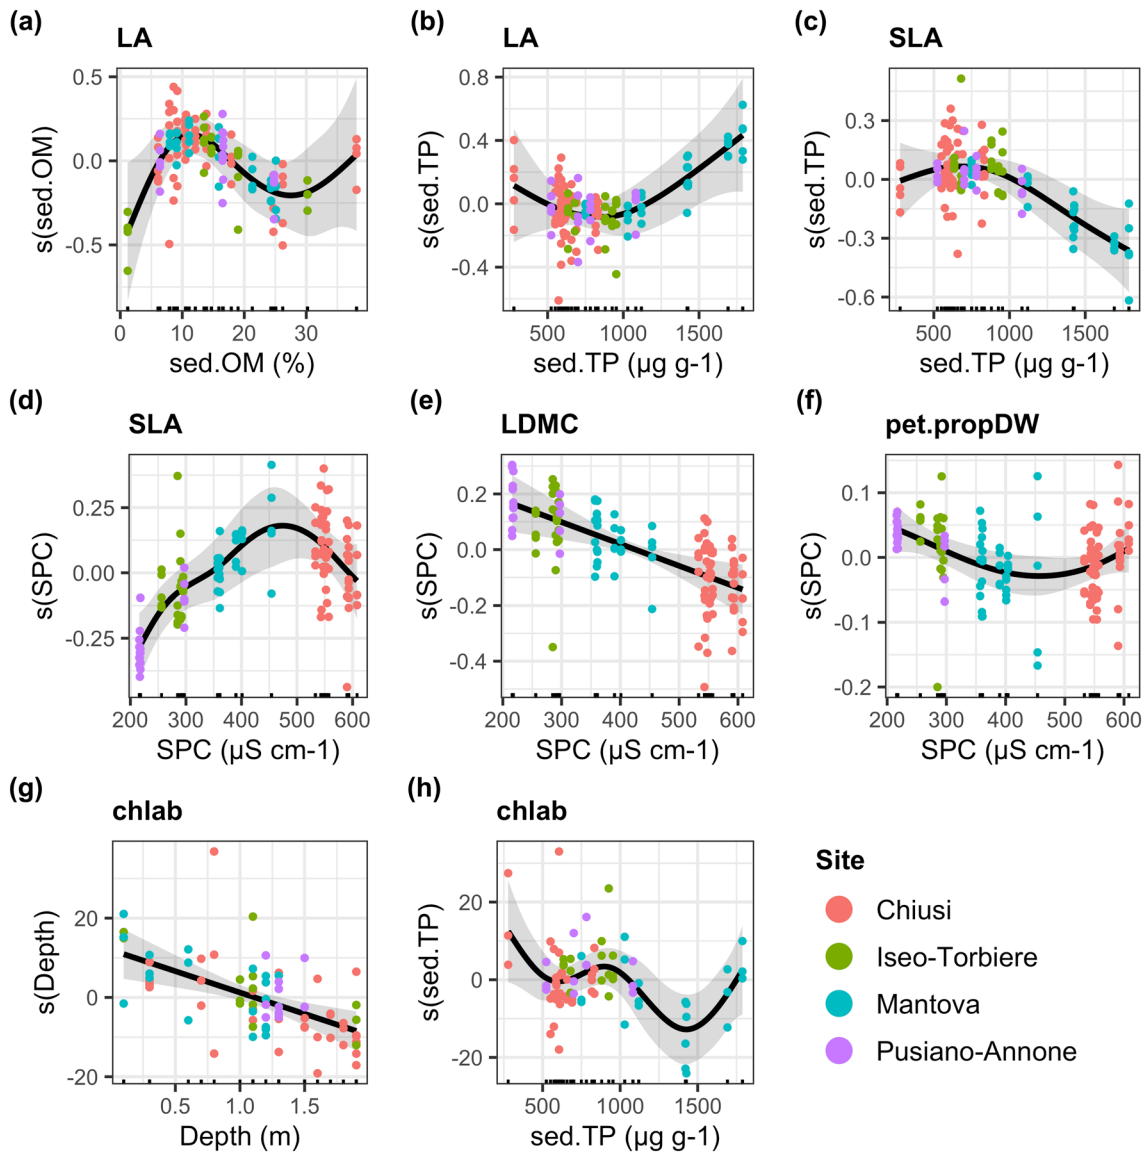 (a)
LA
s(sed.OM)
0.5
0.0
-0.5
0 10 20 30
sed.OM (%)
(b)
LA
s(sed.TP)
0.8
0.4
0.0
-0.4
500 1000 1500
sed.TP (µg g-1)
(c)
SLA
s(sed.TP)
0.3
0.0
-0.3
-0.6
500 1000 1500
sed.TP (µg g-1)
(d)
SLA
s(SPC)
0.25
0.00
-0.25
200 300 400 500 600
SPC (µS cm-1)
(e)
LDMC
s(SPC)
0.2
0.0
-0.2
-0.4
200 300 400 500 600
SPC (µS cm-1)
(f)
pet.propDW
s(SPC)
0.1
0.0
-0.1
-0.2
200 300 400 500 600
SPC (µS cm-1)
(g)
chlab
s(Depth)
20
0
-20
0.5 1.0 1.5
Depth (m)
(h)
chlab
s(sed.TP)
20
0
-20
500 1000 1500
sed.TP (µg g-1)
Site
Chiusi
Iseo-Torbiere
Mantova
Pusiano-Annone